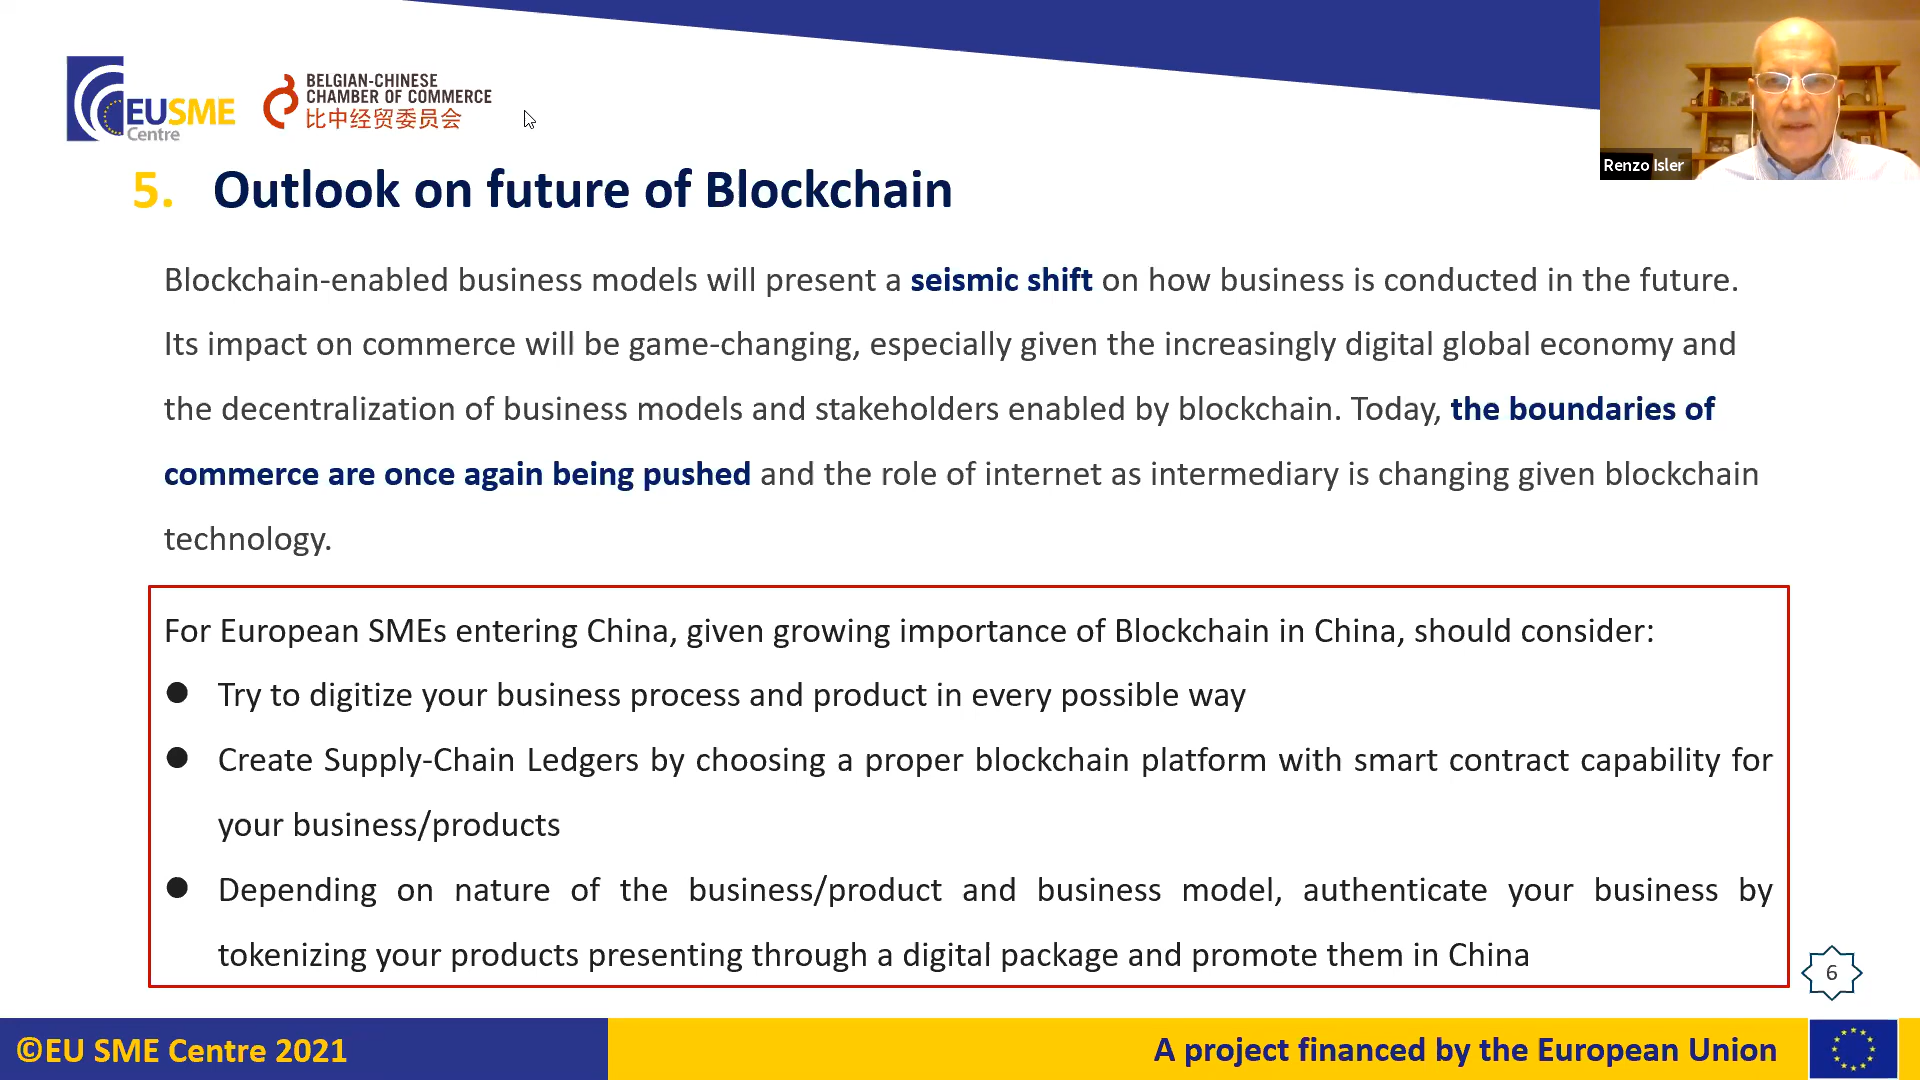 EUSME
Centre
BELGIAN-CHINESE
CHAMBER OF COMMERCE
比中经贸委员会
Renzo Isler
5. Outlook on future of Blockchain
Blockchain-enabled business models will present a seismic shift on how business is conducted in the future.
Its impact on commerce will be game-changing, especially given the increasingly digital global economy and
the decentralization of business models and stakeholders enabled by blockchain. Today, the boundaries of
commerce are once again being pushed and the role of internet as intermediary is changing given blockchain
technology.
For European SMEs entering China, given growing importance of Blockchain in China, should consider:
● Try to digitize your business process and product in every possible way
● Create Supply-Chain Ledgers by choosing a proper blockchain platform with smart contract capability for
your business/products
● Depending on nature of the business/product and business model, authenticate your business by
tokenizing your products presenting through a digital package and promote them in China
6
©EU SME Centre 2021
A project financed by the European Union